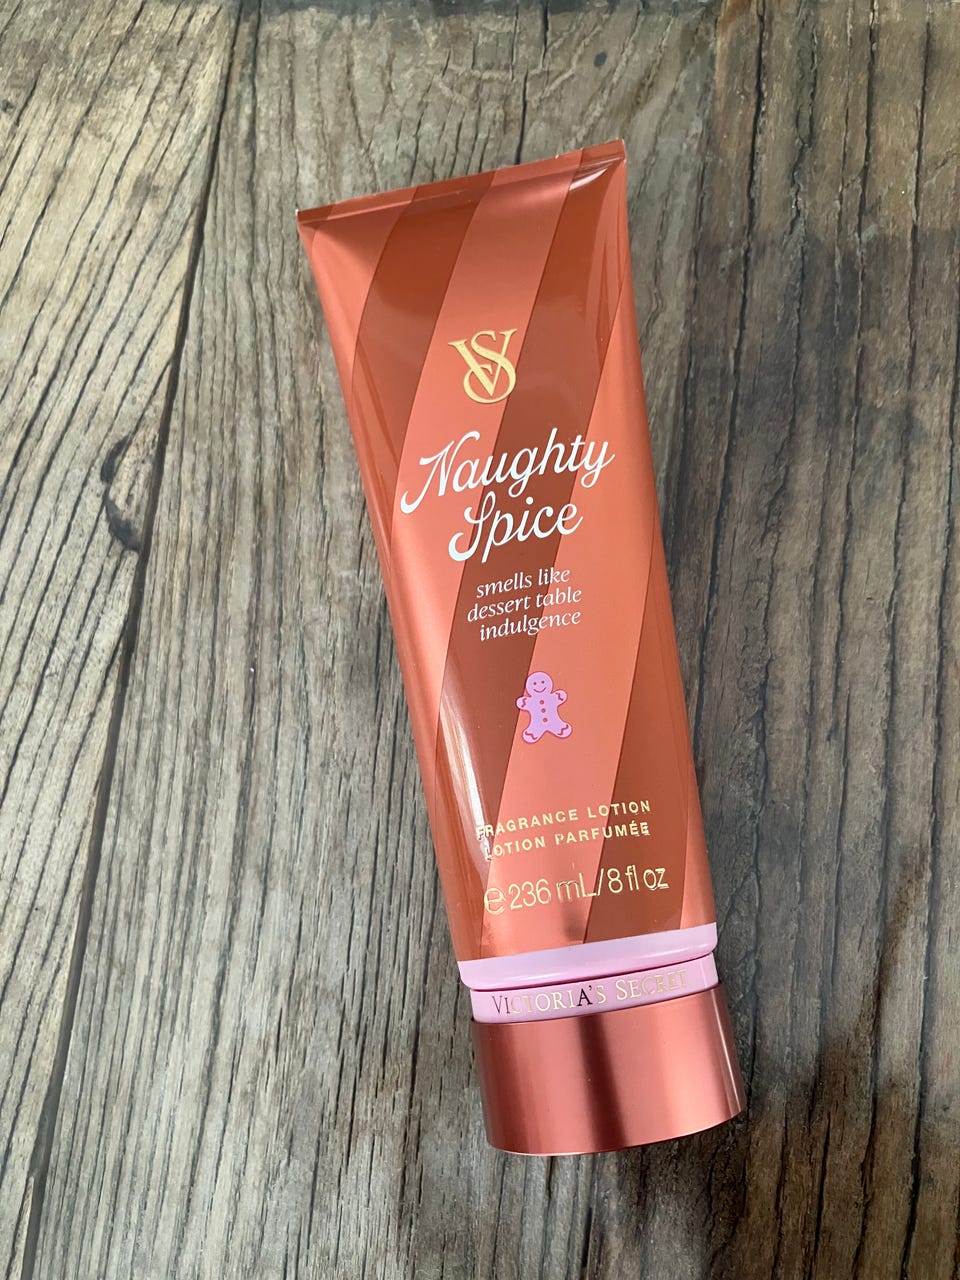 VS
Naughty
Spice
smells like
dessert table
indulgence
FRAGRANCE LOTION
LOTION PARFUMÉE
℮ 236 mL/8 fl oz
VICTORIA'S SECRET